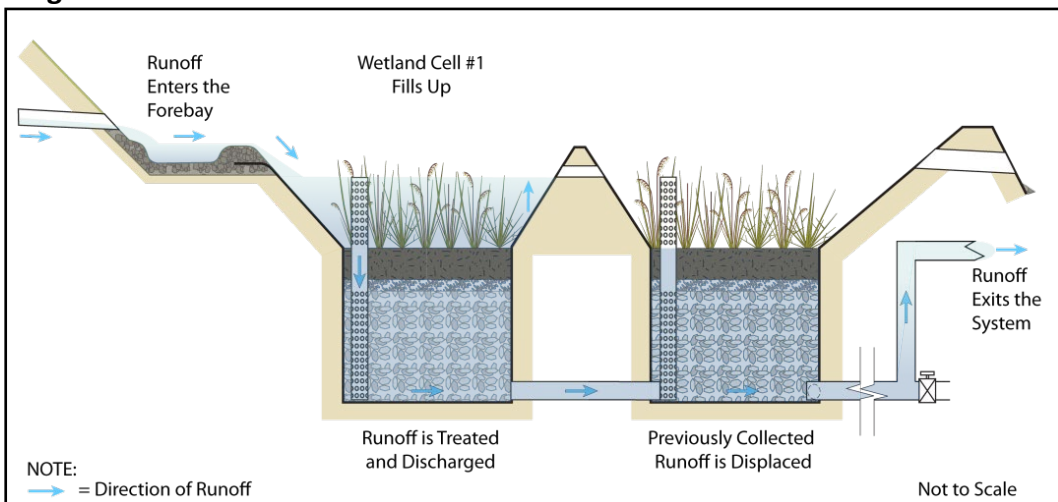 Runoff
Enters the
Forebay
Wetland Cell #1
Fills Up
Runoff
Exits the
System
Runoff is Treated
and Discharged
Previously Collected
Runoff is Displaced
NOTE:
= Direction of Runoff
Not to Scale